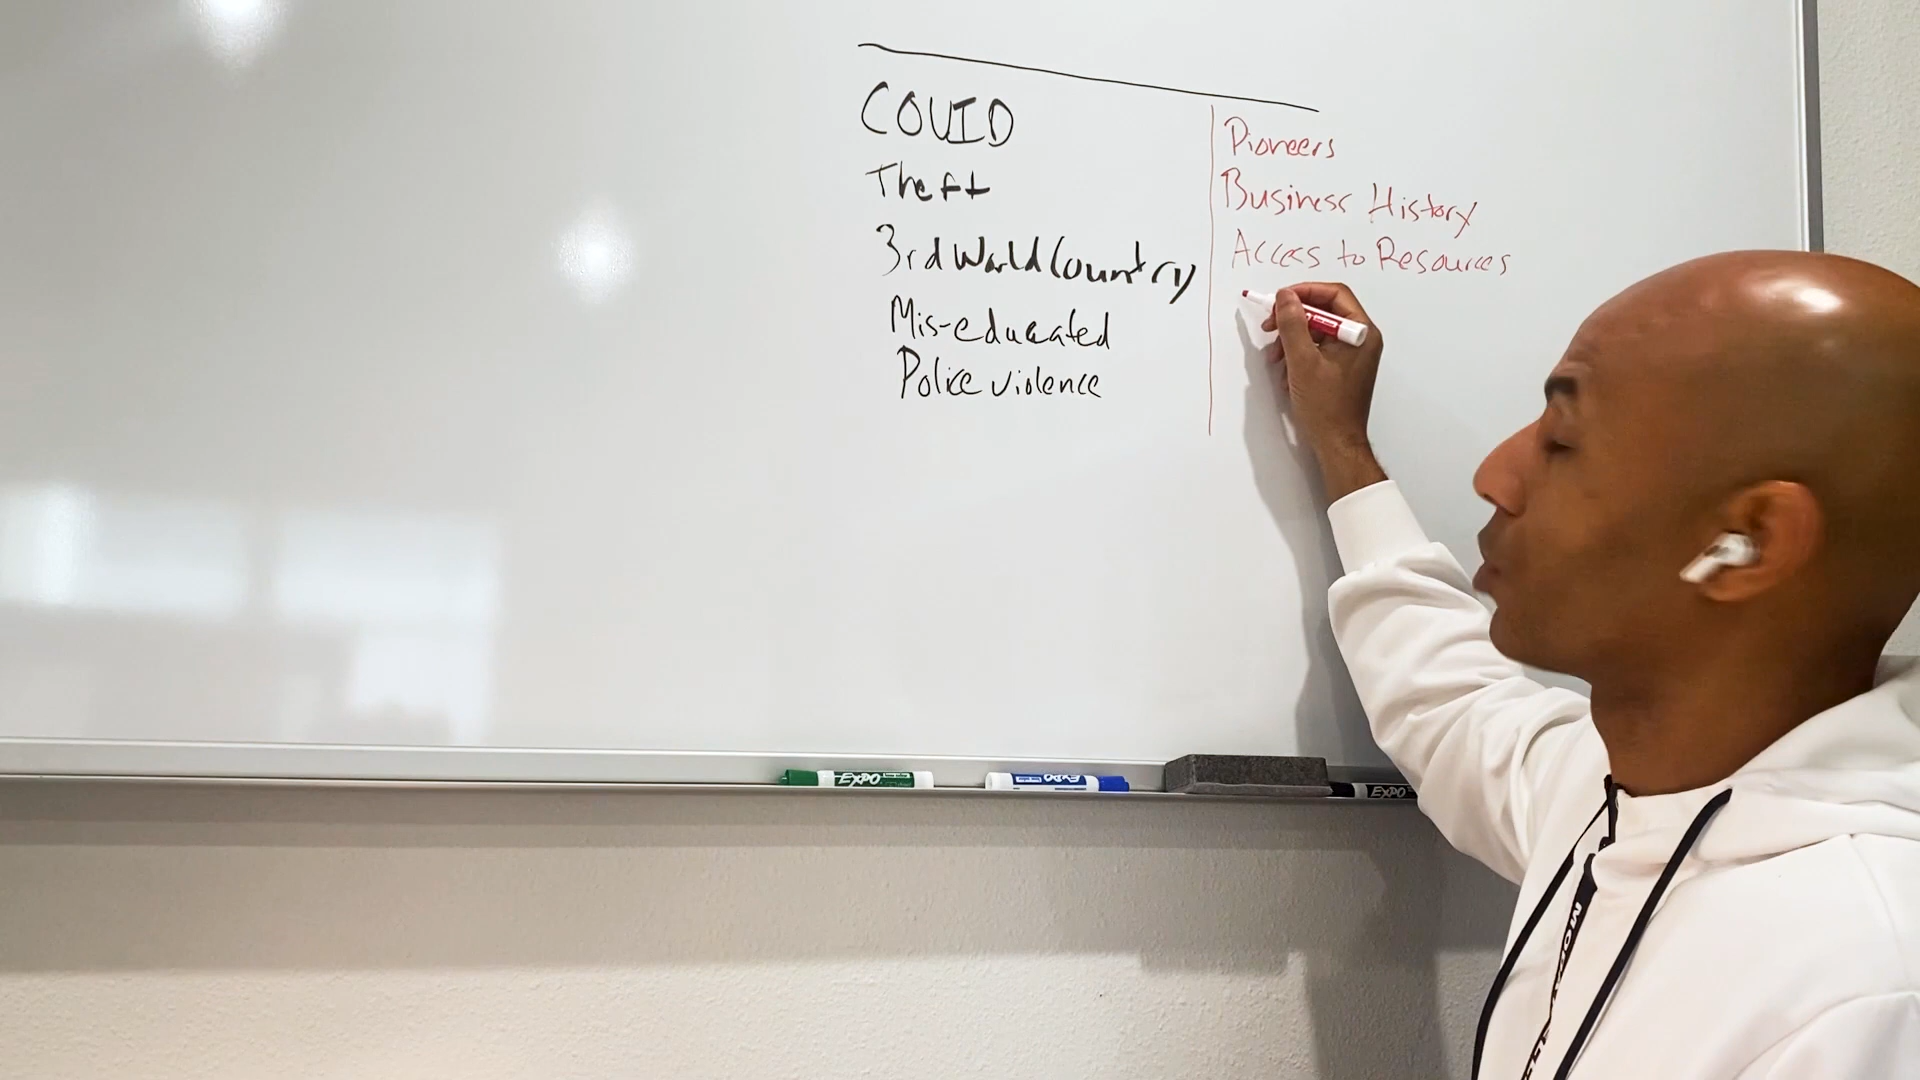 COVID
Theft
3rd World Country
Mis-educated
Police violence
Pioneers
Business History
Access to Resources
EXPO
EXPO
EXPO